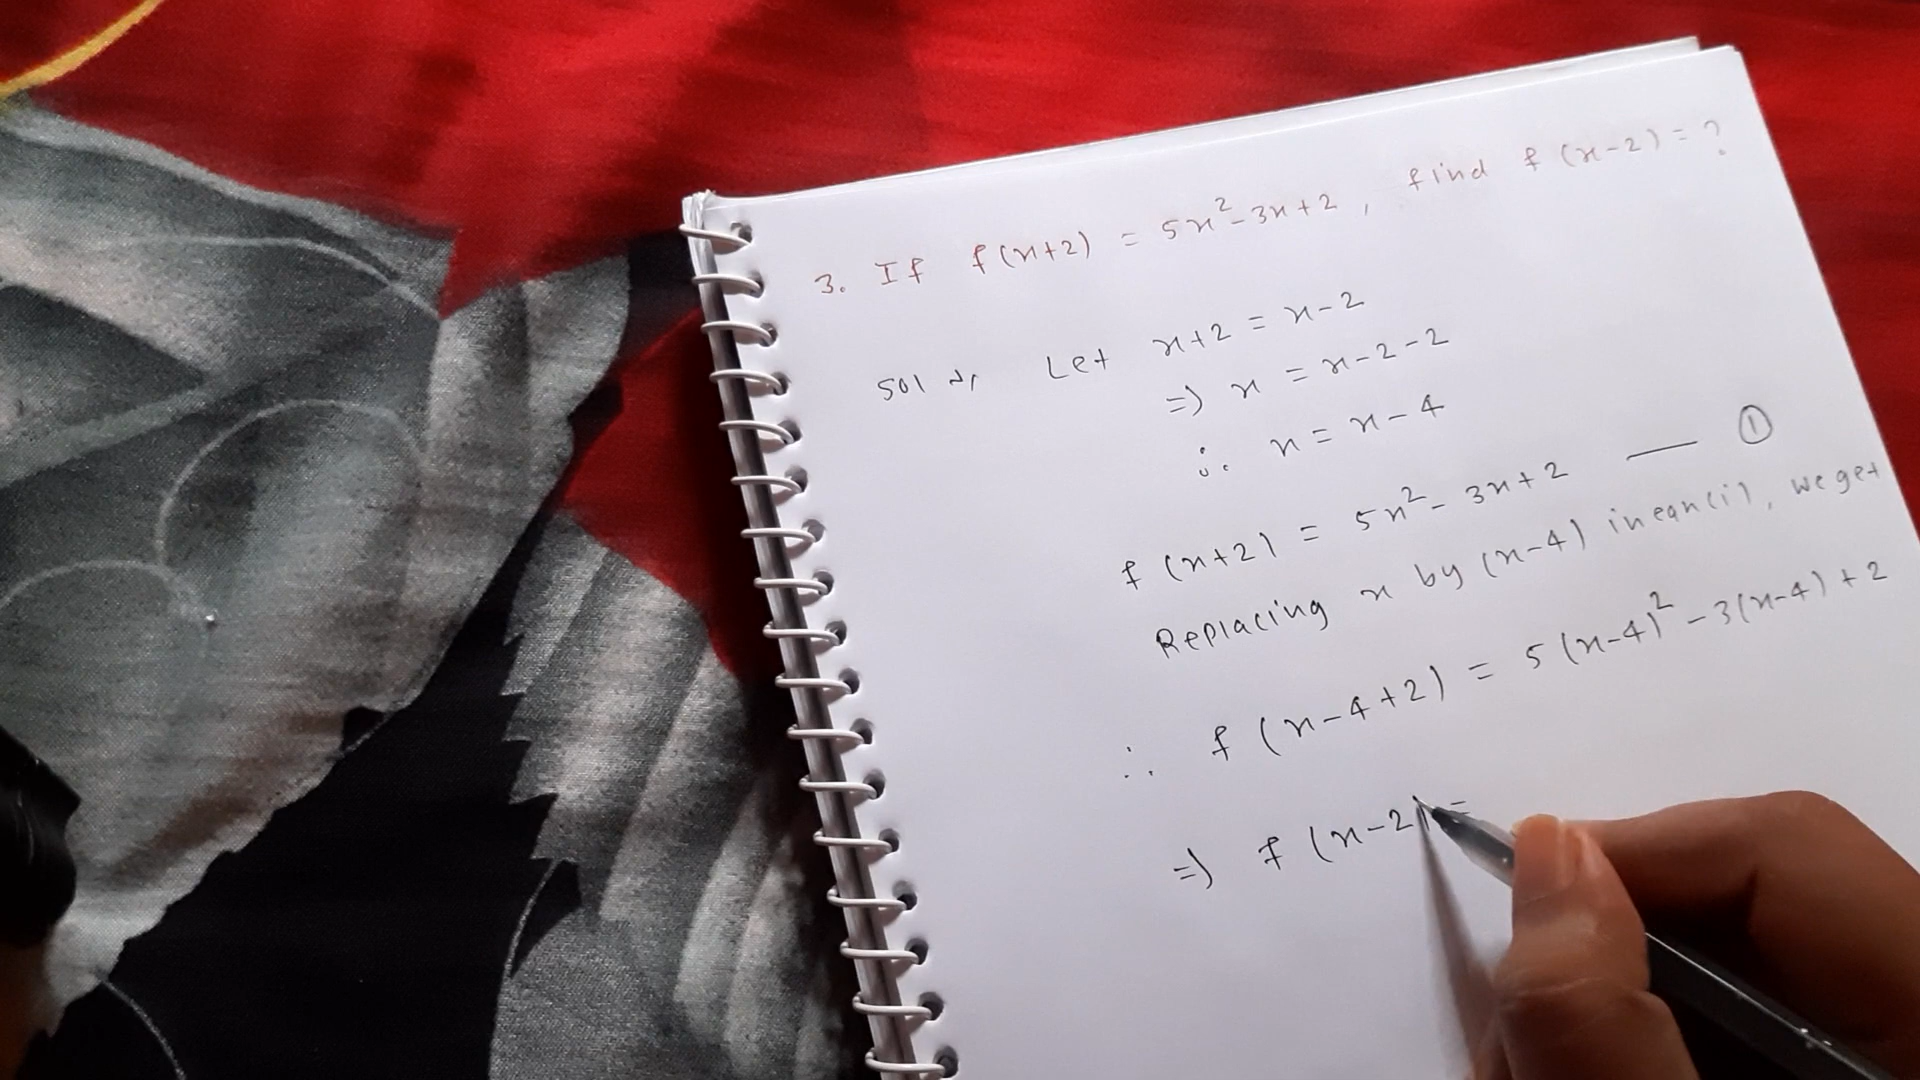 3. If f(x+2) = 5x²-3x+2, find f(x-2) = ?
Sol n, Let x+2 = x-2
=) x = x-2-2
∴ x = x-4
f(x+2) = 5x²-3x+2 — ①
Replacing x by (x-4) in eqn(i), we get
∴ f(x-4+2) = 5(x-4)²-3(x-4)+2
=) f(x-2) =